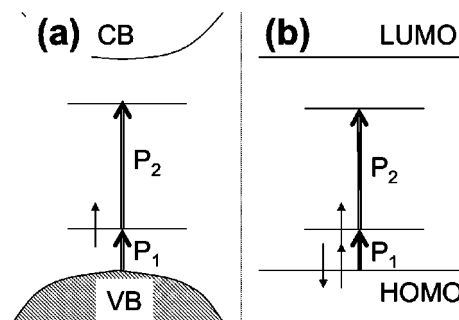 (a) CB
P₂
P₁
VB
(b) LUMO
P₂
P₁
HOMO